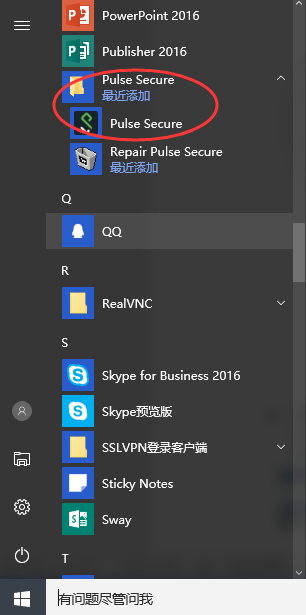 PowerPoint 2016
Publisher 2016
Pulse Secure
最近添加
Pulse Secure
Repair Pulse Secure
最近添加
Q
QQ
R
RealVNC
S
Skype for Business 2016
Skype预览版
SSLVPN登录客户端
Sticky Notes
Sway
T
有问题尽管问我